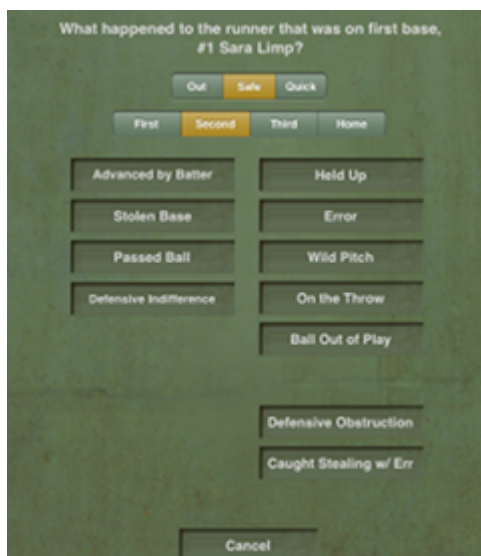 What happened to the runner that was on first base,
#1 Sara Limp?
Out Safe Quick
First Second Third Home
Advanced by Batter Held Up
Stolen Base Error
Passed Ball Wild Pitch
Defensive Indifference On the Throw
Ball Out of Play
Defensive Obstruction
Caught Stealing w/ Err
Cancel